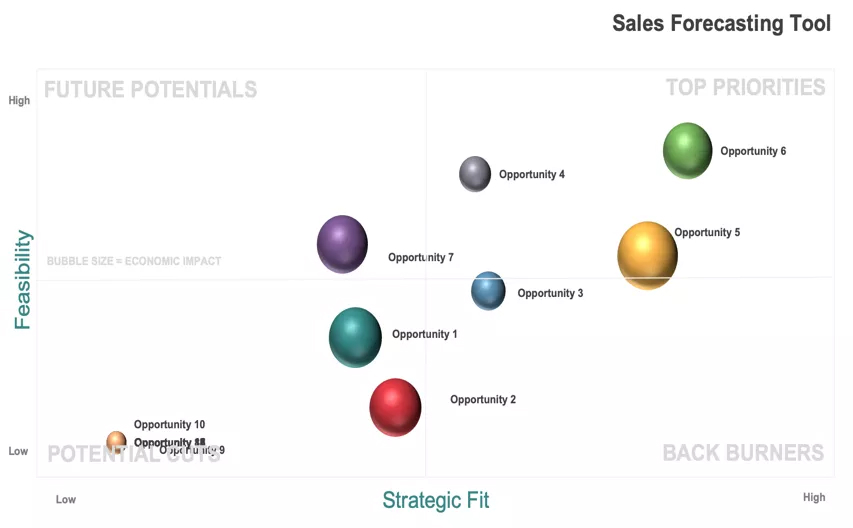 Sales Forecasting Tool
FUTURE POTENTIALS
TOP PRIORITIES
High
Opportunity 6
Opportunity 4
Opportunity 5
Feasibility
Opportunity 7
BUBBLE SIZE = ECONOMIC IMPACT
Opportunity 3
Opportunity 1
Opportunity 2
Opportunity 10
Opportunity
Opportunity 9
Low
POTENTIAL CUTS
BACK BURNERS
Low
Strategic Fit
High